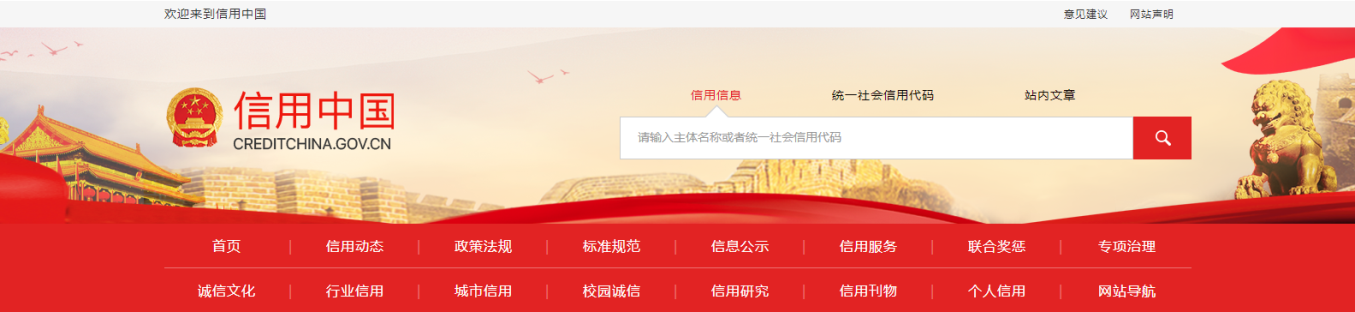 欢迎来到信用中国 意见建议 网站声明
信用信息 统一社会信用代码 站内文章
信用中国
CREDITCHINA.GOV.CN
请输入主体名称或者统一社会信用代码
首页 | 信用动态 | 政策法规 | 标准规范 | 信息公示 | 信用服务 | 联合奖惩 | 专项治理
诚信文化 | 行业信用 | 城市信用 | 校园诚信 | 信用研究 | 信用刊物 | 个人信用 | 网站导航